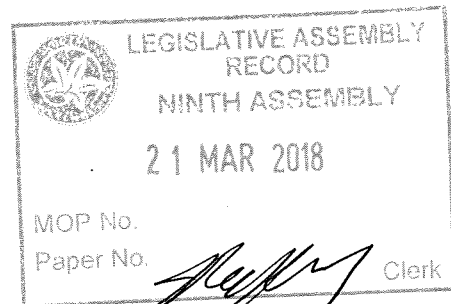 LEGISLATIVE ASSEMBLY
RECORD
NINTH ASSEMBLY
21 MAR 2018
MOP No.
Paper No.
Clerk